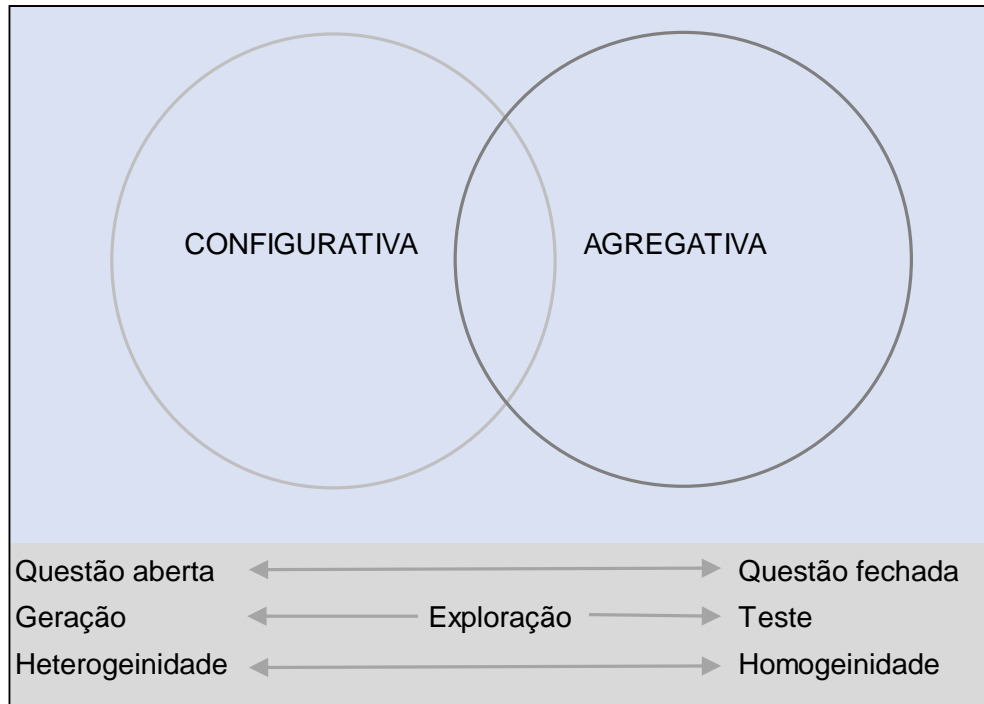 CONFIGURATIVA AGREGATIVA
Questão aberta Questão fechada
Geração Exploração Teste
Heterogeinidade Homogeinidade